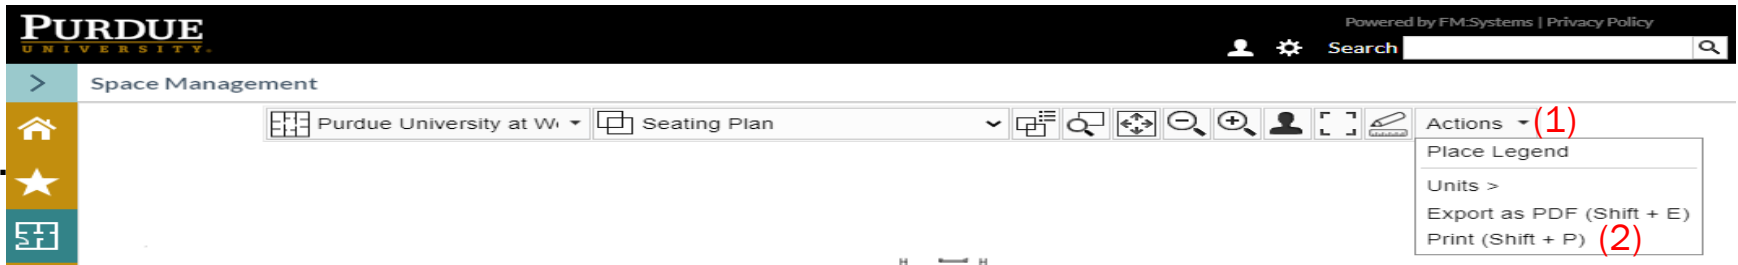 PURDUE
UNIVERSITY.
Powered by FM:Systems | Privacy Policy
Search
Space Management
Purdue University at W
Seating Plan
Actions (1)
Place Legend
Units >
Export as PDF (Shift + E)
Print (Shift + P) (2)
H H